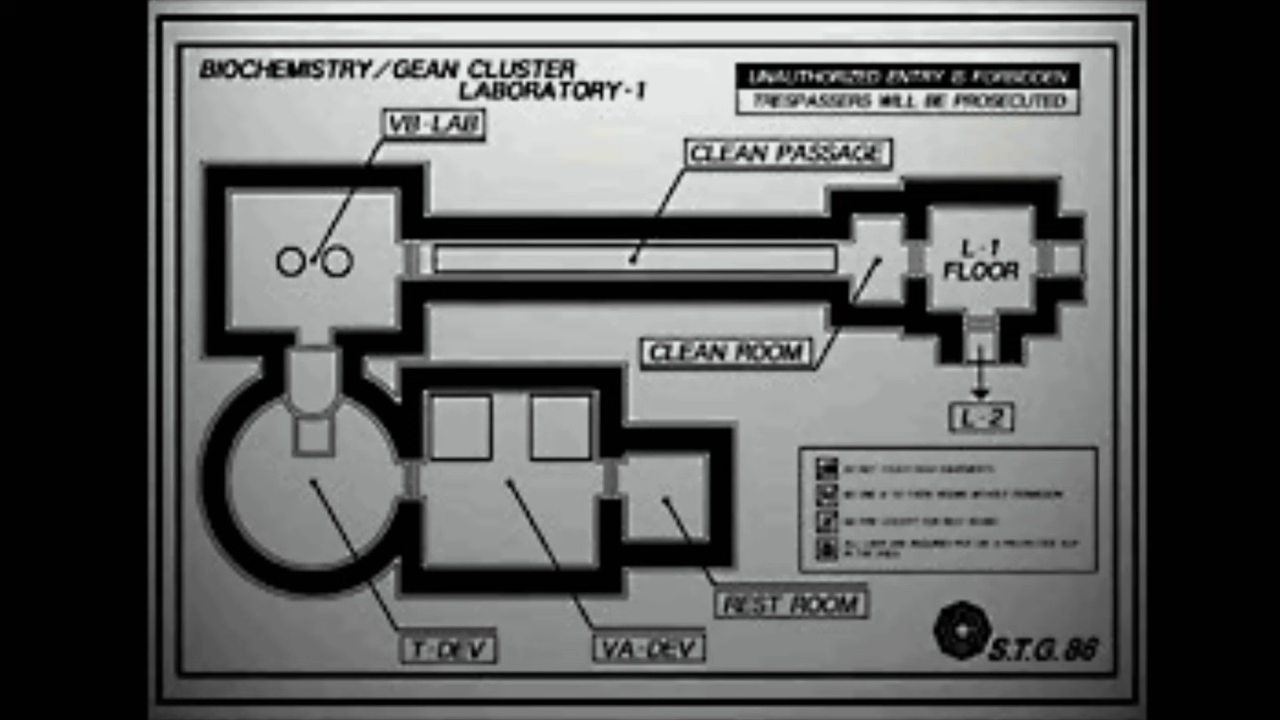 BIOCHEMISTRY/GEAN CLUSTER
LABORATORY-1
UNAUTHORIZED ENTRY IS FORBIDDEN
TRESPASSERS WILL BE PROSECUTED
VB-LAB
CLEAN PASSAGE
L-1
FLOOR
CLEAN ROOM
L-2
REST ROOM
T-DEV
VA-DEV
S.T.G. 86